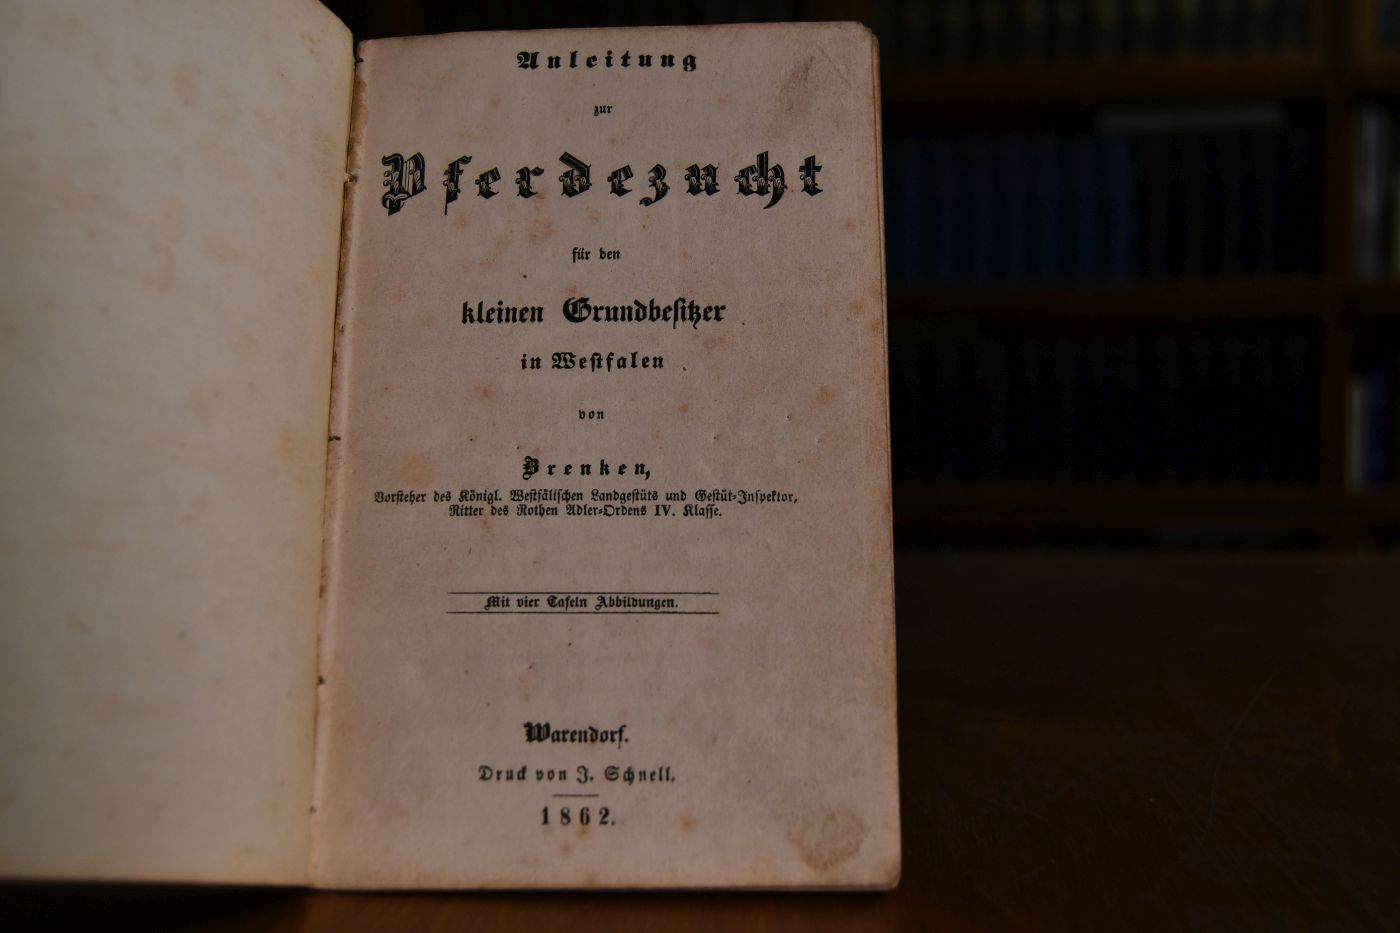 Anleitung
zur
Pferdezucht
für den
kleinen Grundbesitzer
in Westfalen
von
Brenken,
Vorsteher des Königl. Westfälischen Landgestüts und Gestüt-Inspektor,
Ritter des Rothen Adler-Ordens IV. Klasse.
Mit vier Tafeln Abbildungen.
Warendorf.
Druck von J. Schnell.
1862.